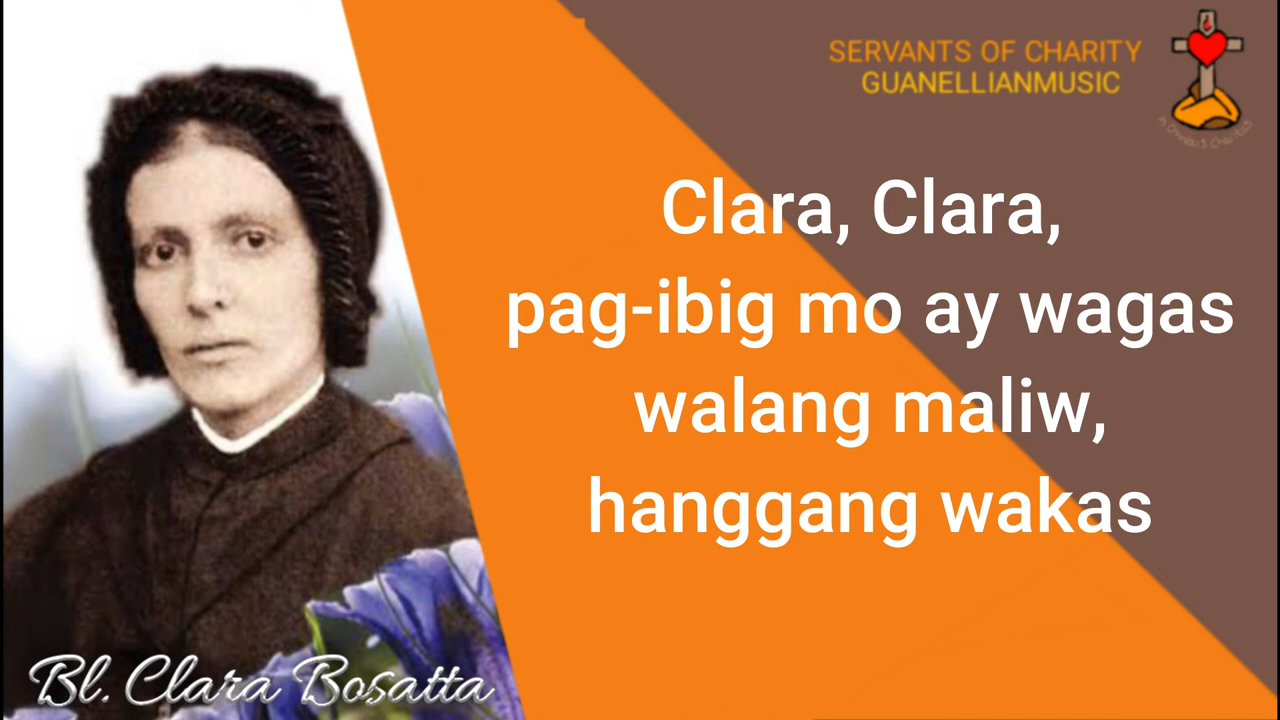 SERVANTS OF CHARITY
GUANELLIANMUSIC
Clara, Clara,
pag-ibig mo ay wagas
walang maliw,
hanggang wakas
Bl. Clara Bosatta